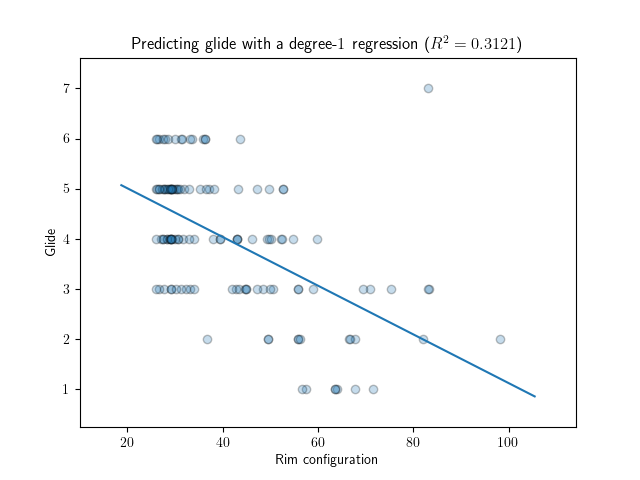 Predicting glide with a degree-1 regression (R² = 0.3121)
7
6
5
4
3
2
1
Glide
20 40 60 80 100
Rim configuration